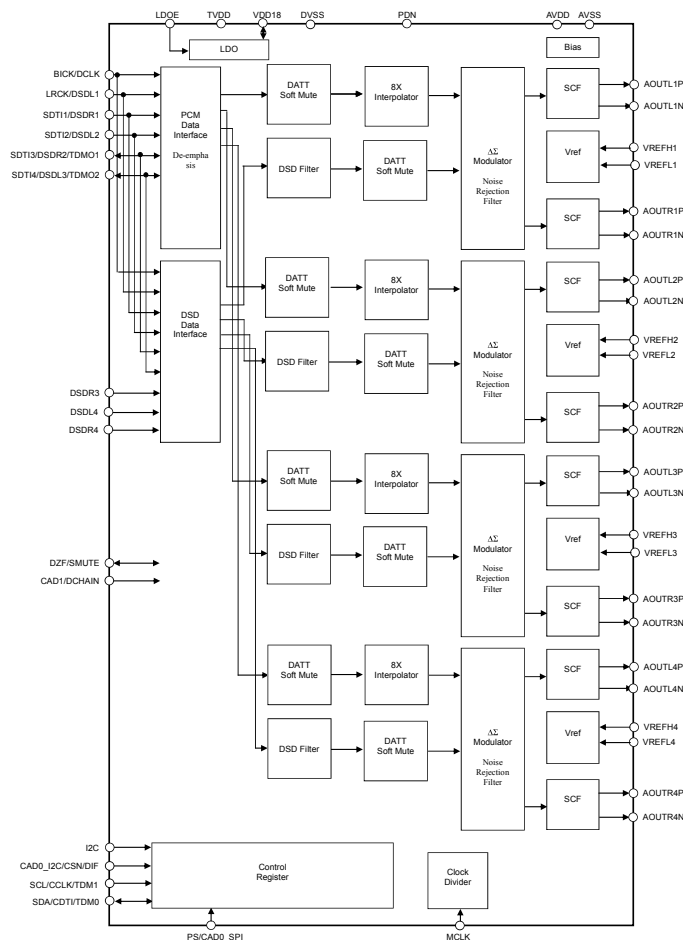 LDOE TVDD VDD18 DVSS PDN AVDD AVSS
LDO
Bias
BICK/DCLK
LRCK/DSDL1
SDTI1/DSDR1
SDTI2/DSDL2
SDTI3/DSDR2/TDMO1
SDTI4/DSDL3/TDMO2
PCM
Data
Interface
De-empha
sis
DATT
Soft Mute
8X
Interpolator
DSD Filter
DATT
Soft Mute
ΔΣ
Modulator
Noise
Rejection
Filter
SCF
Vref
SCF
AOUTL1P
AOUTL1N
VREFH1
VREFL1
AOUTR1P
AOUTR1N
DSD
Data
Interface
DSDR3
DSDL4
DSDR4
DATT
Soft Mute
8X
Interpolator
DSD Filter
DATT
Soft Mute
ΔΣ
Modulator
Noise
Rejection
Filter
SCF
Vref
SCF
AOUTL2P
AOUTL2N
VREFH2
VREFL2
AOUTR2P
AOUTR2N
DZF/SMUTE
CAD1/DCHAIN
DATT
Soft Mute
8X
Interpolator
DSD Filter
DATT
Soft Mute
ΔΣ
Modulator
Noise
Rejection
Filter
SCF
Vref
SCF
AOUTL3P
AOUTL3N
VREFH3
VREFL3
AOUTR3P
AOUTR3N
DATT
Soft Mute
8X
Interpolator
DSD Filter
DATT
Soft Mute
ΔΣ
Modulator
Noise
Rejection
Filter
SCF
Vref
SCF
AOUTL4P
AOUTL4N
VREFH4
VREFL4
AOUTR4P
AOUTR4N
I2C
CAD0_I2C/CSN/DIF
SCL/CCLK/TDM1
SDA/CDTI/TDM0
Control
Register
Clock
Divider
PS/CAD0_SPI
MCLK